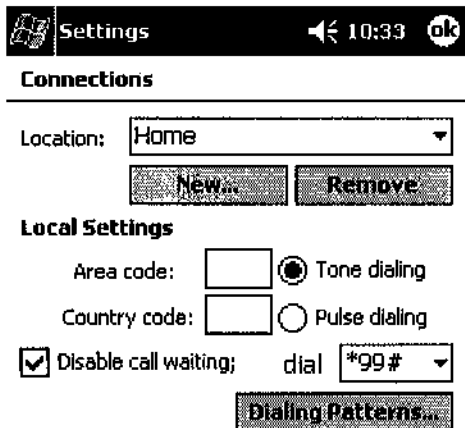 Settings 10:33 ok
Connections
Location: Home
New... Remove
Local Settings
Area code: Tone dialing
Country code: Pulse dialing
Disable call waiting; dial *99#
Dialing Patterns...